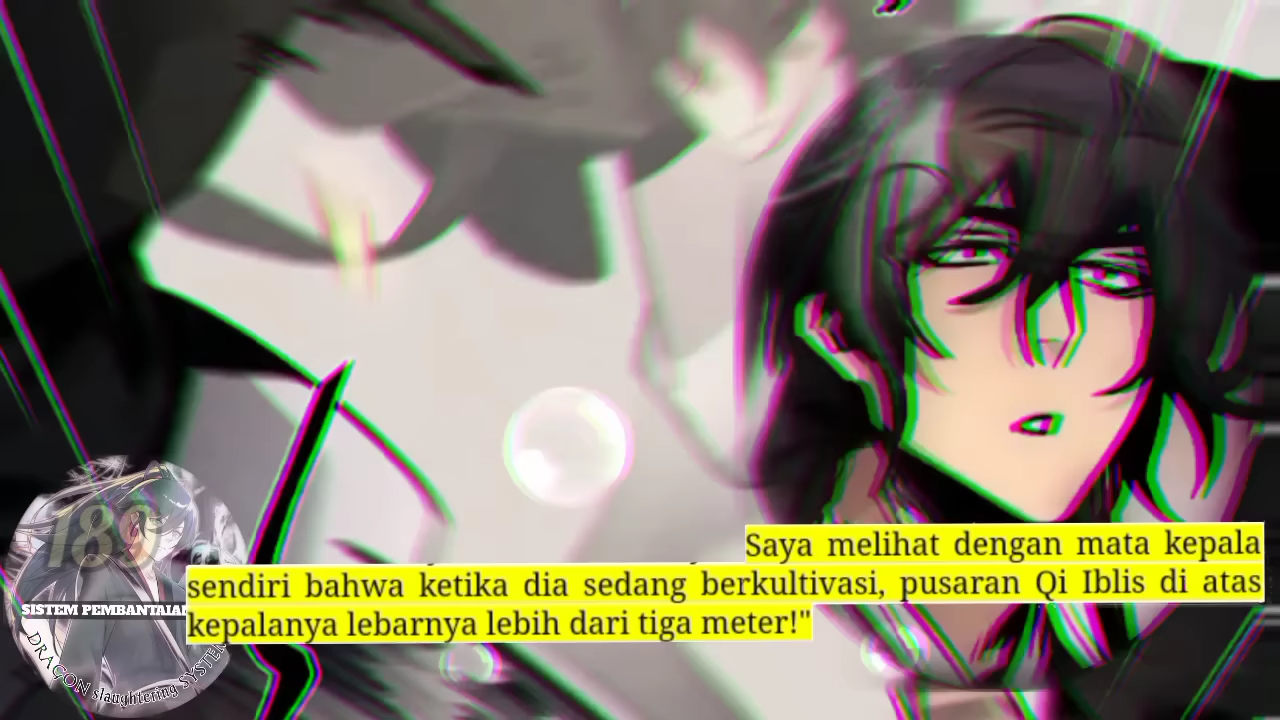 Saya melihat dengan mata kepala
sendiri bahwa ketika dia sedang berkultivasi, pusaran Qi Iblis di atas
kepalanya lebarnya lebih dari tiga meter!"
189
SISTEM PEMBANTAIAN
DRAGON slaughtering SYSTEM